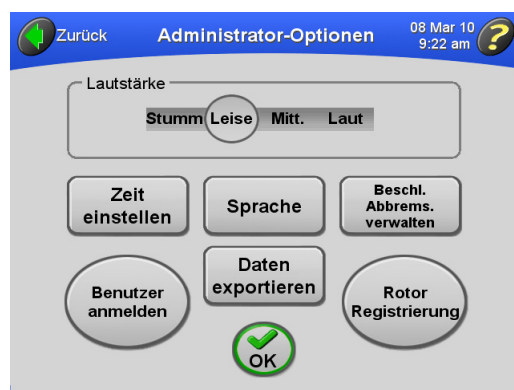 Zurück
Administrator-Optionen
08 Mar 10
9:22 am
?
Lautstärke
Stumm Leise Mitt. Laut
Zeit
einstellen
Sprache
Beschl.
Abbrems.
verwalten
Benutzer
anmelden
Daten
exportieren
Rotor
Registrierung
OK